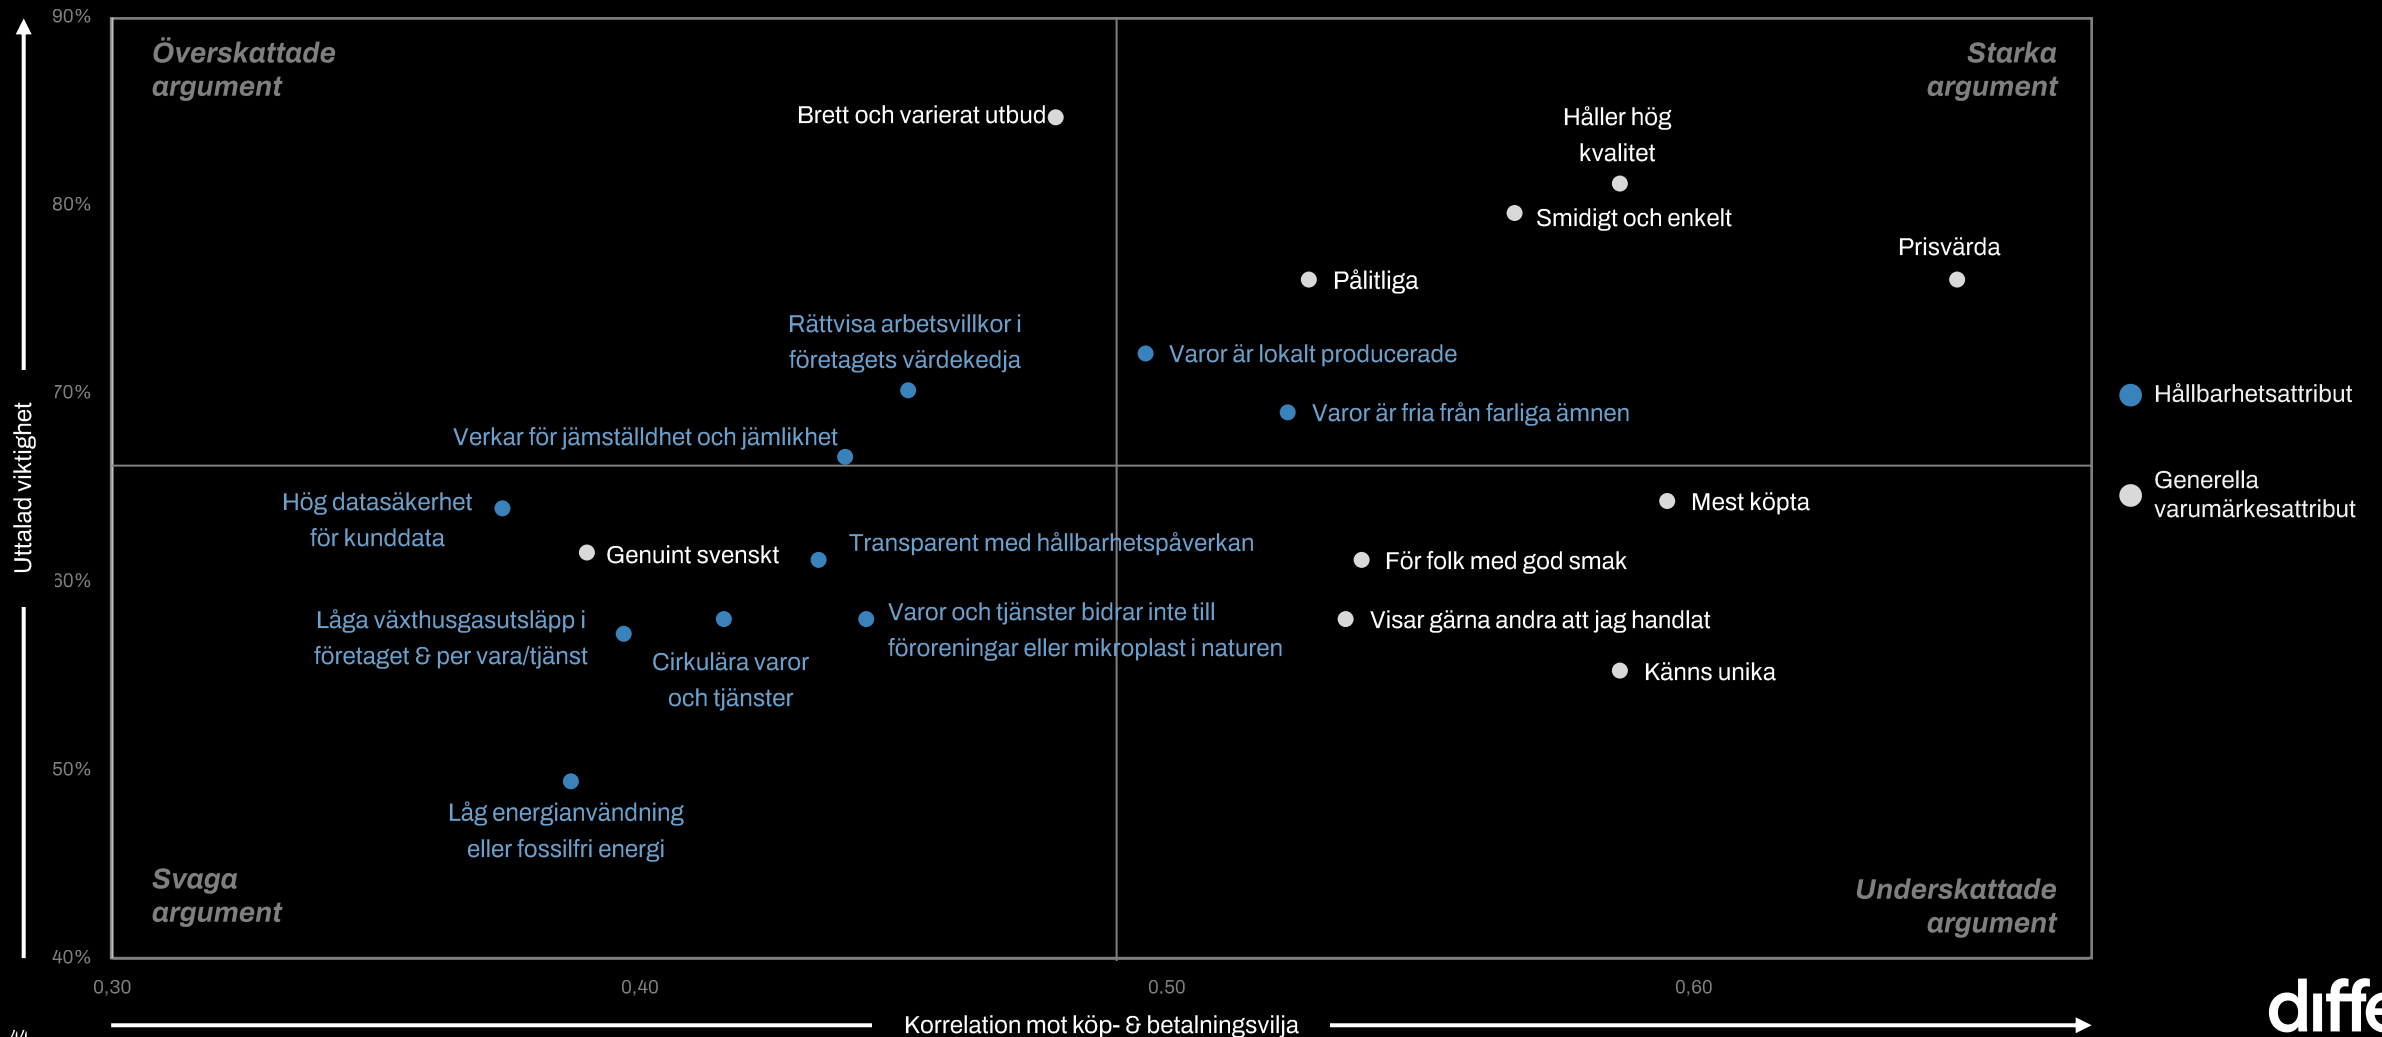 90%
Överskattade
argument
Starka
argument
Brett och varierat utbud
Håller hög
kvalitet
80%
Smidigt och enkelt
Prisvärda
Pålitliga
Rättvisa arbetsvillkor i
företagets värdekedja
Varor är lokalt producerade
70%
Varor är fria från farliga ämnen
Hållbarhetsattribut
Verkar för jämställdhet och jämlikhet
Uttalad viktighet
Generella
varumärkesattribut
Hög datasäkerhet
för kunddata
Mest köpta
Transparent med hållbarhetspåverkan
Genuint svenskt
För folk med god smak
60%
Låga växthusgasutsläpp i
företaget & per vara/tjänst
Varor och tjänster bidrar inte till
föroreningar eller mikroplast i naturen
Visar gärna andra att jag handlat
Cirkulära varor
och tjänster
Känns unika
50%
Låg energianvändning
eller fossilfri energi
Svaga
argument
Underskattade
argument
40%
0,30
0,40
0.50
0,60
Korrelation mot köp- & betalningsvilja
diffe